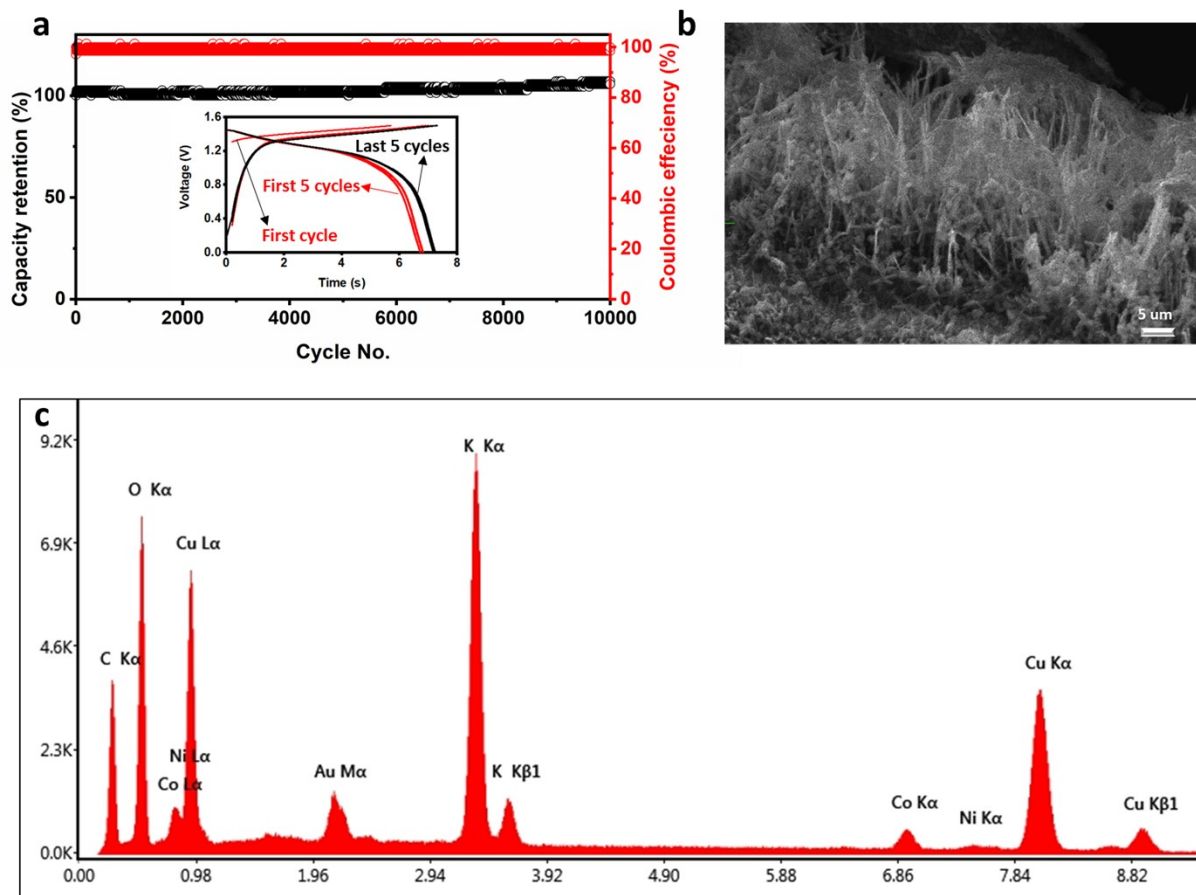 a
Capacity retention (%)
100
50
0
0
2000
4000
6000
8000
10000
Cycle No.
100
80
60
40
20
0
Coulombic effeciency (%)
Voltage (V)
1.6
1.2
0.8
0.4
0.0
0
2
4
6
8
Time (s)
Last 5 cycles
First 5 cycles
First cycle
b
5 um
c
9.2K
6.9K
4.6K
2.3K
0.0K
C Kα
O Kα
Cu Lα
Ni Lα
Co Lα
Au Mα
K Kα
K Kβ1
Co Kα
Ni Kα
Cu Kα
Cu Kβ1
0.00
0.98
1.96
2.94
3.92
4.90
5.88
6.86
7.84
8.82